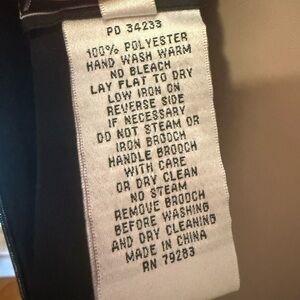 PO 34233
100% POLYESTER
HAND WASH WARM
NO BLEACH
LAY FLAT TO DRY
LOW IRON ON
REVERSE SIDE
IF NECESSARY
DO NOT STEAM OR
IRON BROOCH
HANDLE BROOCH
WITH CARE
OR DRY CLEAN
NO STEAM
REMOVE BROOCH
BEFORE WASHING
AND DRY CLEANING
MADE IN CHINA
RN 79283